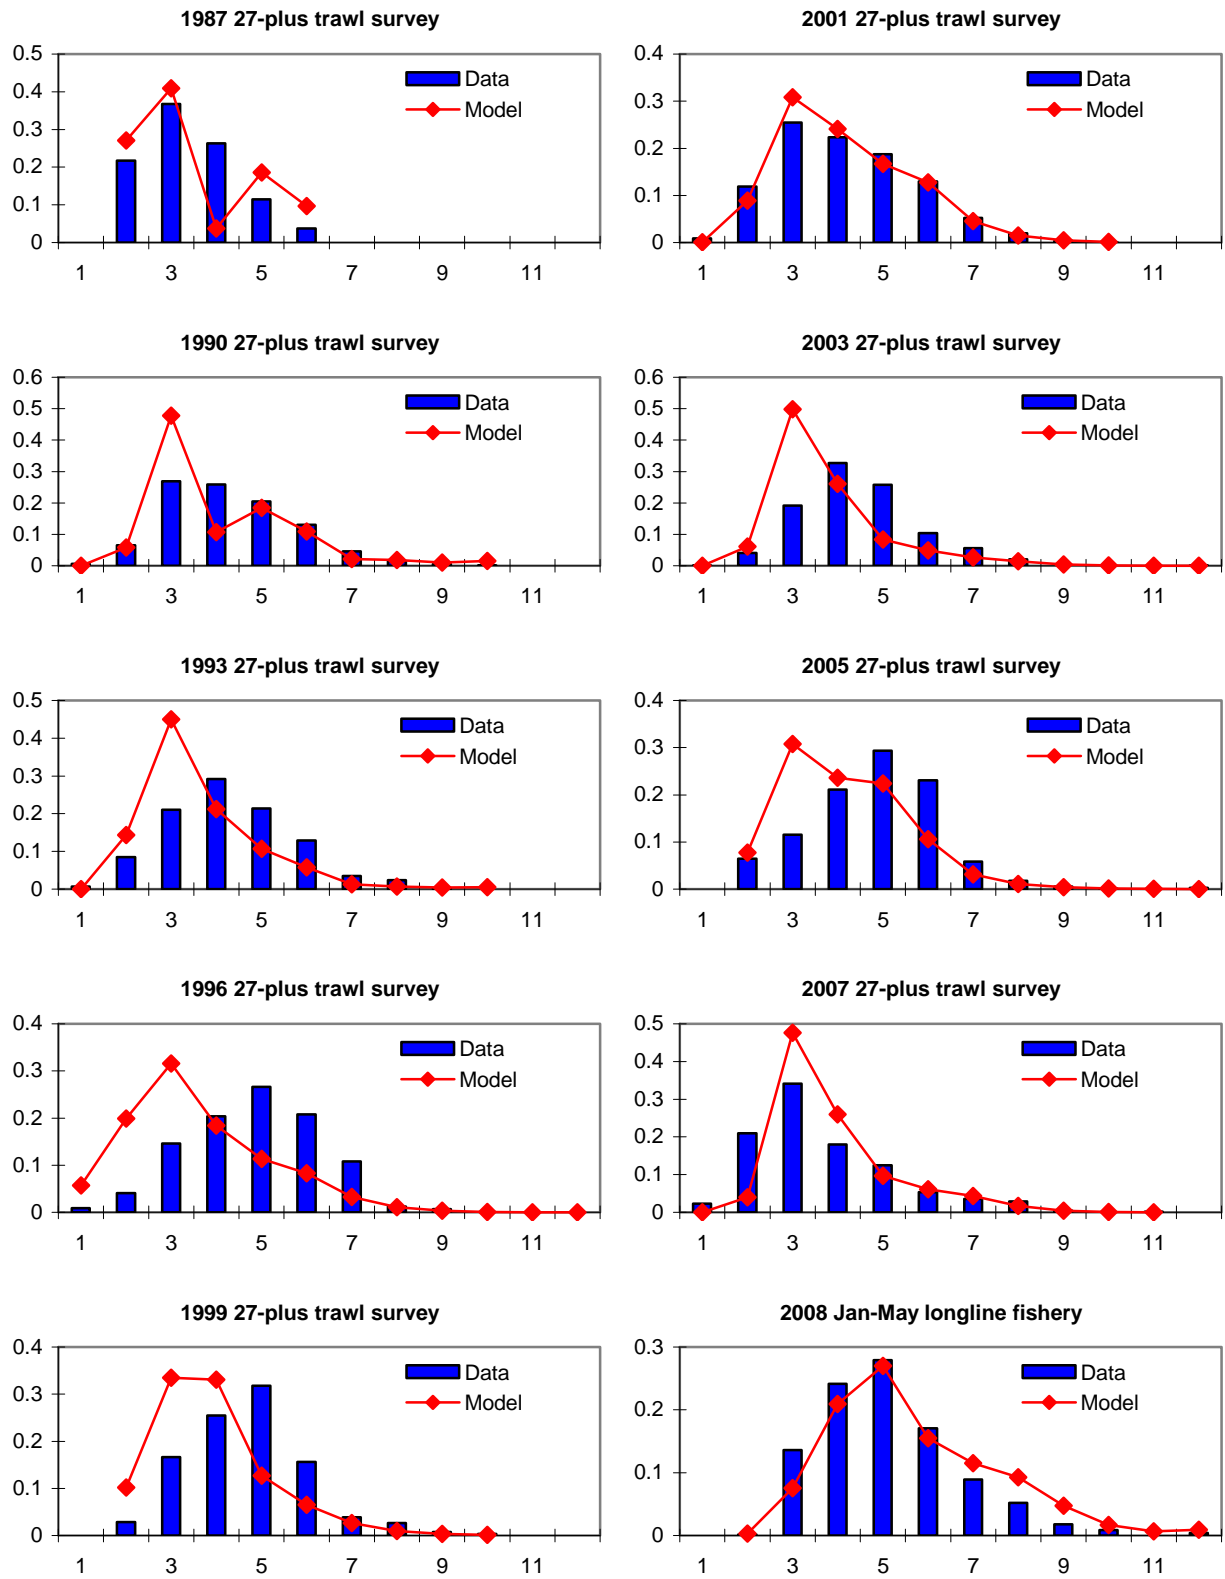 1987 27-plus trawl survey
0.5
0.4
0.3
0.2
0.1
0
Data
Model
1 3 5 7 9 11
2001 27-plus trawl survey
0.4
0.3
0.2
0.1
0
Data
Model
1 3 5 7 9 11
1990 27-plus trawl survey
0.6
0.5
0.4
0.3
0.2
0.1
0
Data
Model
1 3 5 7 9 11
2003 27-plus trawl survey
0.6
0.5
0.4
0.3
0.2
0.1
0
Data
Model
1 3 5 7 9 11
1993 27-plus trawl survey
0.5
0.4
0.3
0.2
0.1
0
Data
Model
1 3 5 7 9 11
2005 27-plus trawl survey
0.4
0.3
0.2
0.1
0
Data
Model
1 3 5 7 9 11
1996 27-plus trawl survey
0.4
0.3
0.2
0.1
0
Data
Model
1 3 5 7 9 11
2007 27-plus trawl survey
0.5
0.4
0.3
0.2
0.1
0
Data
Model
1 3 5 7 9 11
1999 27-plus trawl survey
0.4
0.3
0.2
0.1
0
Data
Model
1 3 5 7 9 11
2008 Jan-May longline fishery
0.3
0.2
0.1
0
Data
Model
1 3 5 7 9 11